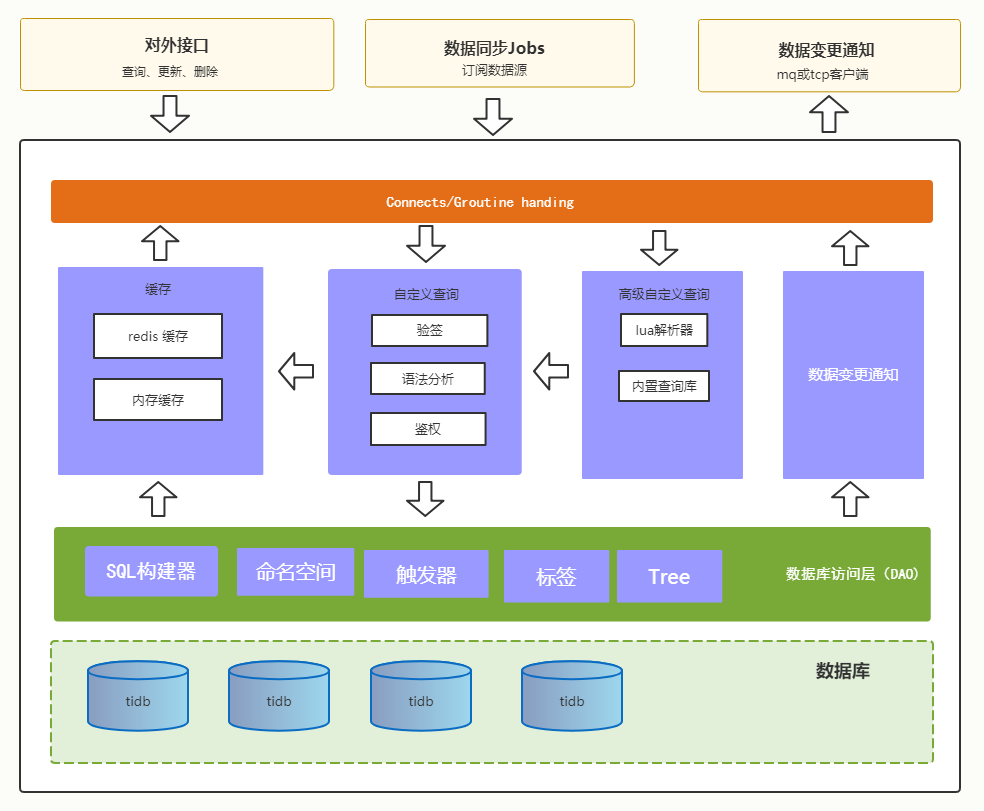 对外接口
查询、更新、删除
数据同步Jobs
订阅数据源
数据变更通知
mq或tcp客户端
Connects/Groutine handing
缓存
redis 缓存
内存缓存
自定义查询
验签
语法分析
鉴权
高级自定义查询
lua解析器
内置查询库
数据变更通知
SQL构建器
命名空间
触发器
标签
Tree
数据库访问层（DAO）
数据库
tidb
tidb
tidb
tidb